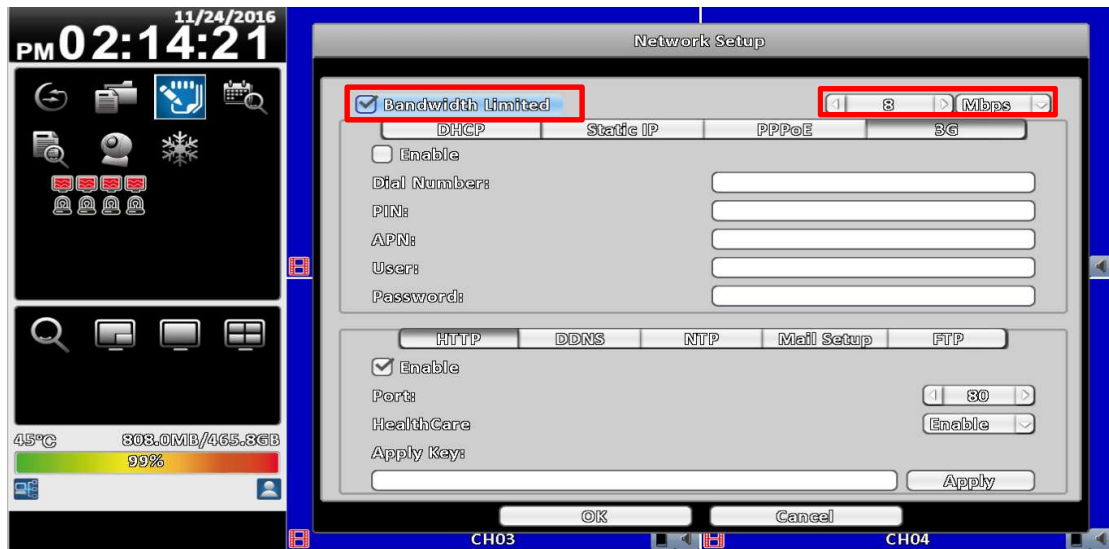 11/24/2016
PM 02:14:21
Network Setup
Bandwidth Limited 8 Mbps
DHCP Static IP PPPoE 3G
Enable
Dial Number:
PIN:
APN:
User:
Password:
HTTP DDNS NTP Mail Setup FTP
Enable
Port: 80
HealthCare Enable
Apply Key:
Apply
OK Cancel
45°C 808.0MB/465.8GB
99%
CH03 CH04